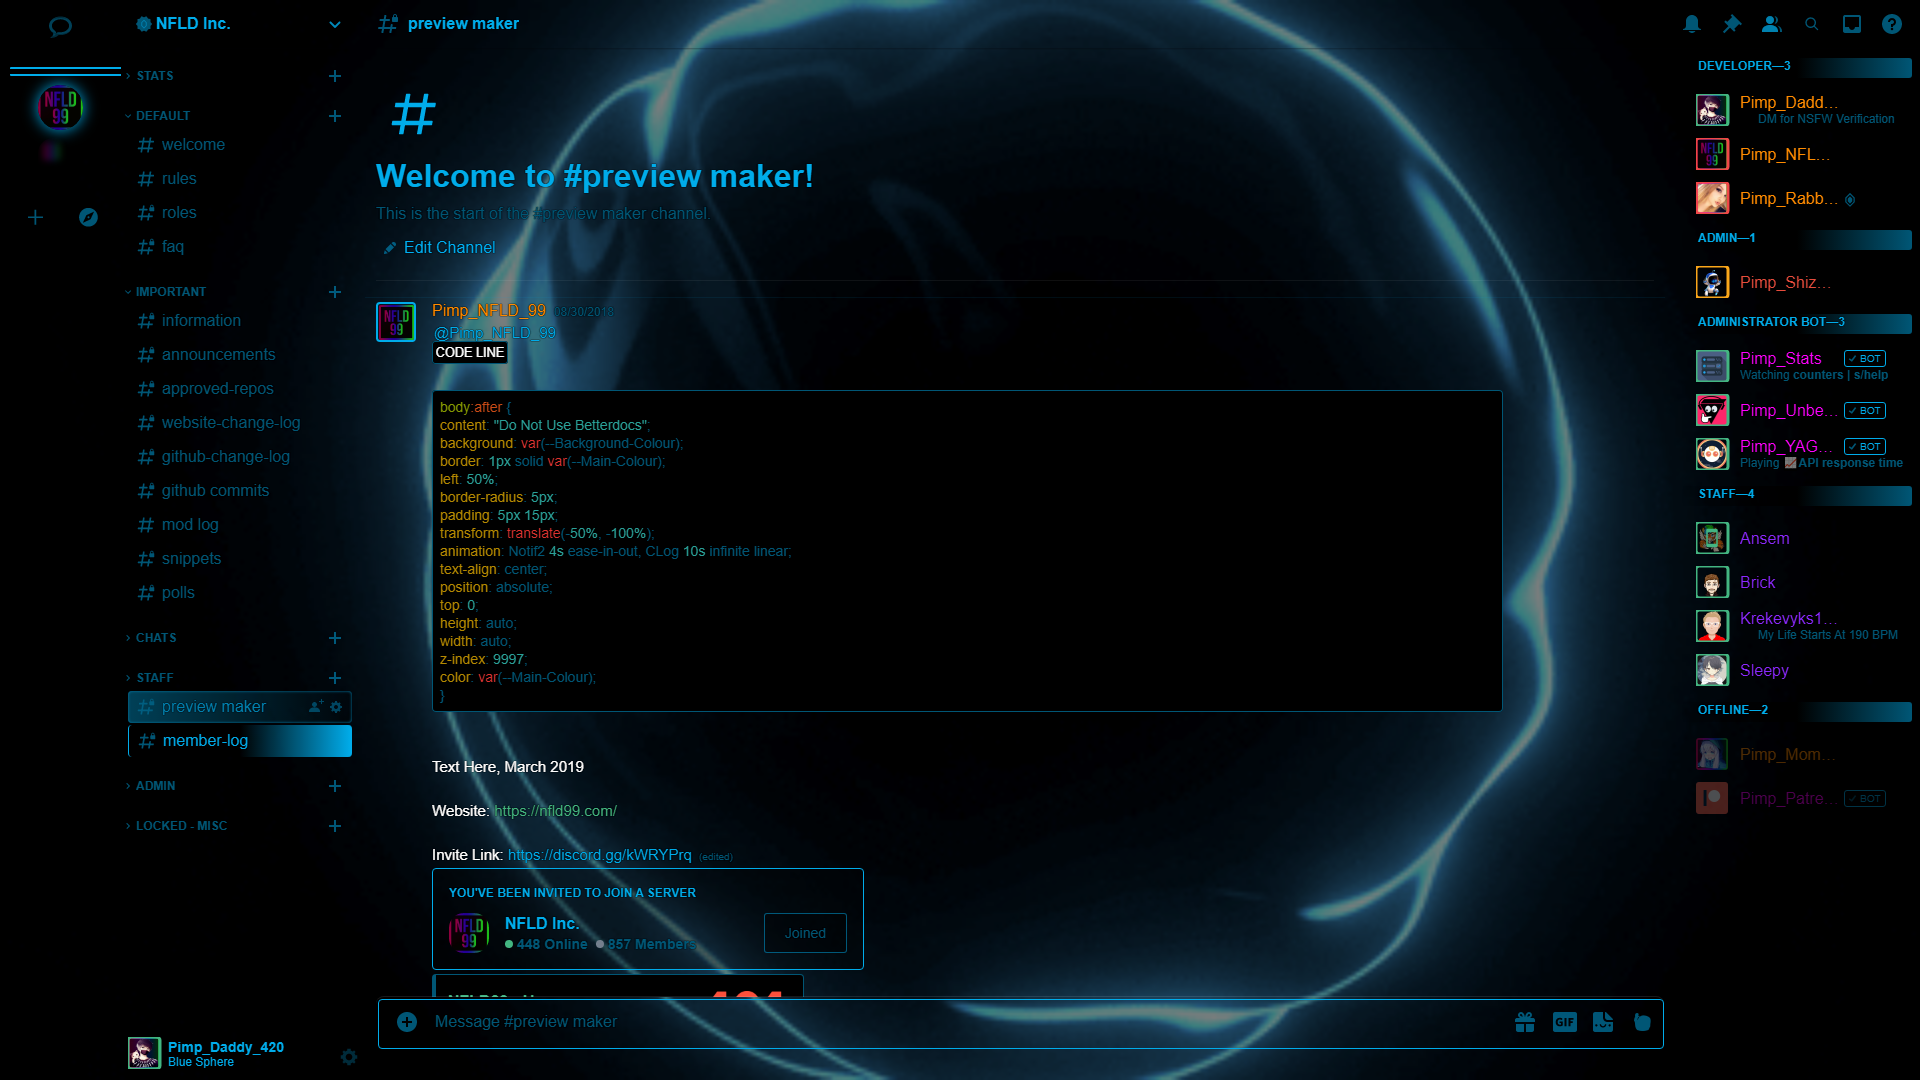 NFLD Inc.
STATS
DEFAULT
welcome
rules
roles
faq
IMPORTANT
information
announcements
approved-repos
website-change-log
github-change-log
github commits
mod log
snippets
polls
CHATS
STAFF
preview maker
member-log
ADMIN
LOCKED - MISC
Pimp_Daddy_420
Blue Sphere
preview maker
Welcome to #preview maker!
This is the start of the #preview maker channel.
Edit Channel
Pimp_NFLD_99 08/30/2018
@Pimp_NFLD_99
CODE LINE
body:after {
content: "Do Not Use Betterdocs";
background: var(--Background-Colour);
border: 1px solid var(--Main-Colour);
left: 50%;
border-radius: 5px;
padding: 5px 15px;
transform: translate(-50%, -100%);
animation: Notif2 4s ease-in-out, CLog 10s infinite linear;
text-align: center;
position: absolute;
top: 0;
height: auto;
width: auto;
z-index: 9997;
color: var(--Main-Colour);
}
Text Here, March 2019
Website: https://nfld99.com/
Invite Link: https://discord.gg/kWRYPrq (edited)
YOU'VE BEEN INVITED TO JOIN A SERVER
NFLD 99
NFLD Inc.
448 Online 857 Members
Joined
Message #preview maker
GIF
DEVELOPER—3
Pimp_Dadd...
DM for NSFW Verification
Pimp_NFL...
Pimp_Rabb...
ADMIN—1
Pimp_Shiz...
ADMINISTRATOR BOT—3
Pimp_Stats ✓ BOT
Watching counters | s/help
Pimp_Unbe... ✓ BOT
Pimp_YAG... ✓ BOT
Playing API response time
STAFF—4
Ansem
Brick
Krekevyks1...
My Life Starts At 190 BPM
Sleepy
OFFLINE—2
Pimp_Mom...
Pimp_Patre... ✓ BOT